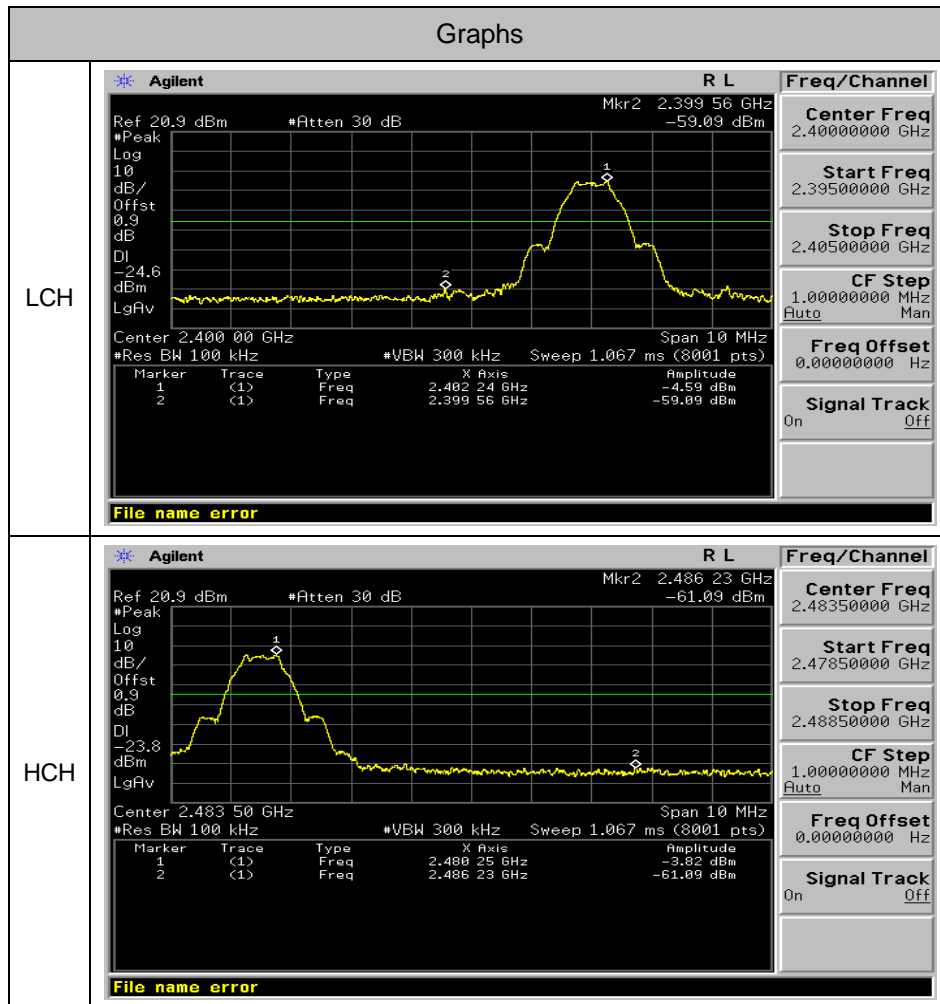 Graphs
LCH
Agilent R L Freq/Channel
Mkr2 2.399 56 GHz
Ref 20.9 dBm #Atten 30 dB -59.09 dBm
#Peak
Log
10
dB/
Offst
0.9
dB
DI
-24.6
dBm
LgAv
1
2
Center 2.400 00 GHz Span 10 MHz
#Res BW 100 kHz #VBW 300 kHz Sweep 1.067 ms (8001 pts)
Marker Trace Type X Axis Amplitude
1 (1) Freq 2.402 24 GHz -4.59 dBm
2 (1) Freq 2.399 56 GHz -59.09 dBm
File name error
Center Freq
2.40000000 GHz
Start Freq
2.39500000 GHz
Stop Freq
2.40500000 GHz
CF Step
1.00000000 MHz
Auto Man
Freq Offset
0.00000000 Hz
Signal Track
On Off
HCH
Agilent R L Freq/Channel
Mkr2 2.486 23 GHz
Ref 20.9 dBm #Atten 30 dB -61.09 dBm
#Peak
Log
10
dB/
Offst
0.9
dB
DI
-23.8
dBm
LgAv
1
2
Center 2.483 50 GHz Span 10 MHz
#Res BW 100 kHz #VBW 300 kHz Sweep 1.067 ms (8001 pts)
Marker Trace Type X Axis Amplitude
1 (1) Freq 2.480 25 GHz -3.82 dBm
2 (1) Freq 2.486 23 GHz -61.09 dBm
File name error
Center Freq
2.48350000 GHz
Start Freq
2.47850000 GHz
Stop Freq
2.48850000 GHz
CF Step
1.00000000 MHz
Auto Man
Freq Offset
0.00000000 Hz
Signal Track
On Off